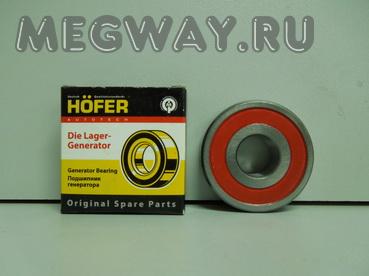 MEGWAY.RU
HÖFER
AUTOTECH
Die Lager-
Generator
Generator Bearing
Подшипник
генератора
Original Spare Parts